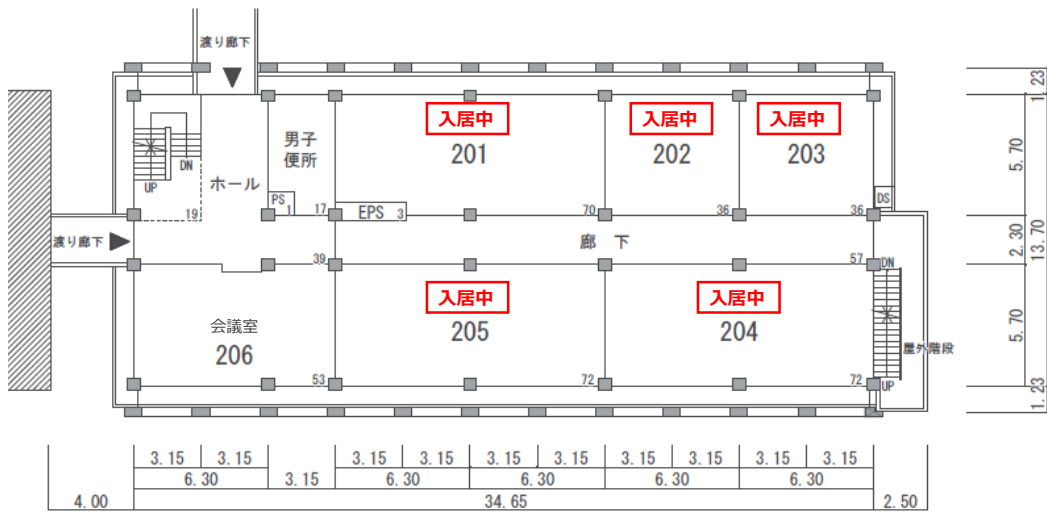 渡り廊下
入居中
入居中
入居中
男子
便所
201
202
203
DN
UP
ホール
PS
DS
19
1
17
EPS
3
70
36
36
渡り廊下
廊 下
39
57
DN
入居中
入居中
会議室
206
205
204
屋外階段
53
72
72
UP
1.23
5.70
2.30
13.70
5.70
1.23
3.15
3.15
3.15
3.15
3.15
3.15
3.15
3.15
3.15
3.15
6.30
3.15
6.30
6.30
6.30
6.30
4.00
34.65
2.50